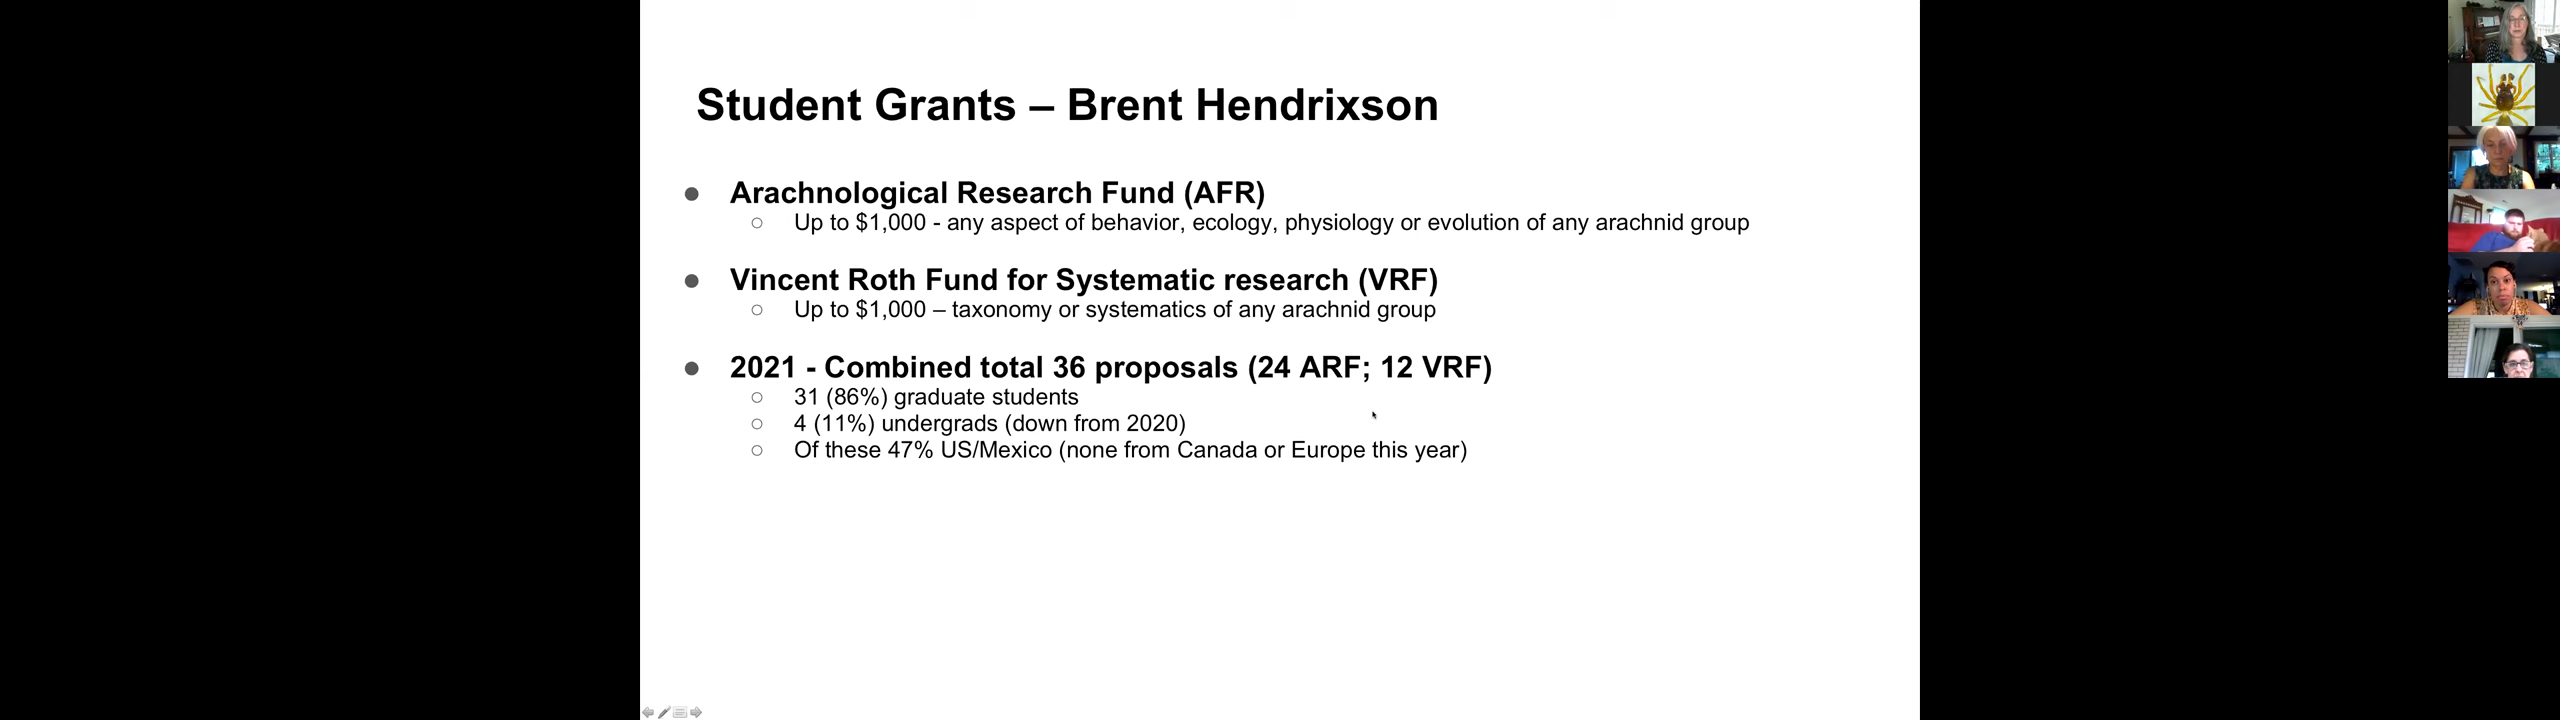 Student Grants – Brent Hendrixson
Arachnological Research Fund (AFR)
Up to $1,000 - any aspect of behavior, ecology, physiology or evolution of any arachnid group
Vincent Roth Fund for Systematic research (VRF)
Up to $1,000 – taxonomy or systematics of any arachnid group
2021 - Combined total 36 proposals (24 ARF; 12 VRF)
31 (86%) graduate students
4 (11%) undergrads (down from 2020)
Of these 47% US/Mexico (none from Canada or Europe this year)